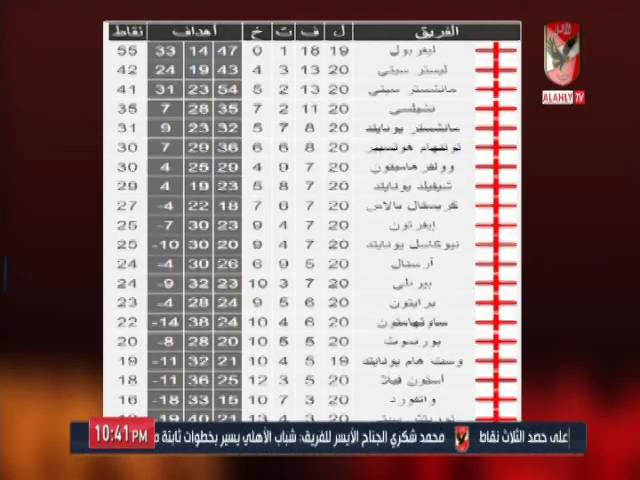 الفريق ل ف ت خ أهداف نقاط
ليفربول 19 18 1 0 47 14 33 55
ليستر سيتي 20 13 3 4 43 19 24 42
مانشستر سيتي 20 13 2 5 54 23 31 41
تشيلسي 20 11 2 7 35 28 7 35
مانشستر يونايتد 20 8 7 5 32 23 9 31
توتنهام هوتسبير 20 8 6 6 36 29 7 30
وولفرهامبتون 20 7 9 4 29 25 4 30
شيفيلد يونايتد 20 7 8 5 23 19 4 29
كريستال بالاس 20 7 6 7 18 22 -4 27
إيفرتون 20 7 4 9 23 30 -7 25
نيوكاسل يونايتد 20 7 4 9 20 30 -10 25
أرسنال 20 5 9 6 26 30 -4 24
بيرنلي 20 7 3 10 23 32 -9 24
برايتون 20 6 5 9 24 28 -4 23
ساوثهامبتون 20 6 4 10 24 38 -14 22
بورنموث 20 5 5 10 20 28 -8 20
وست هام يونايتد 19 5 4 10 21 32 -11 19
أستون فيلا 20 5 3 12 25 36 -11 18
واتفورد 20 3 7 10 15 33 -18 16
ALAHLY TV
على حصد الثلاث نقاط محمد شكري الجناح الأيسر للفريق: شباب الأهلي يسير بخطوات ثابتة
10:41 PM